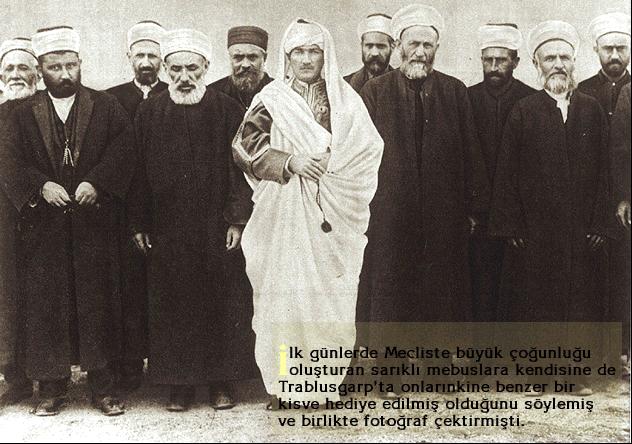 ilk günlerde Mecliste büyük çoğunluğu
oluşturan sarıklı mebuslara kendisine de
Trablusgarp'ta onlarınkine benzer bir
kisve hediye edilmiş olduğunu söylemiş
ve birlikte fotoğraf çektirmişti.